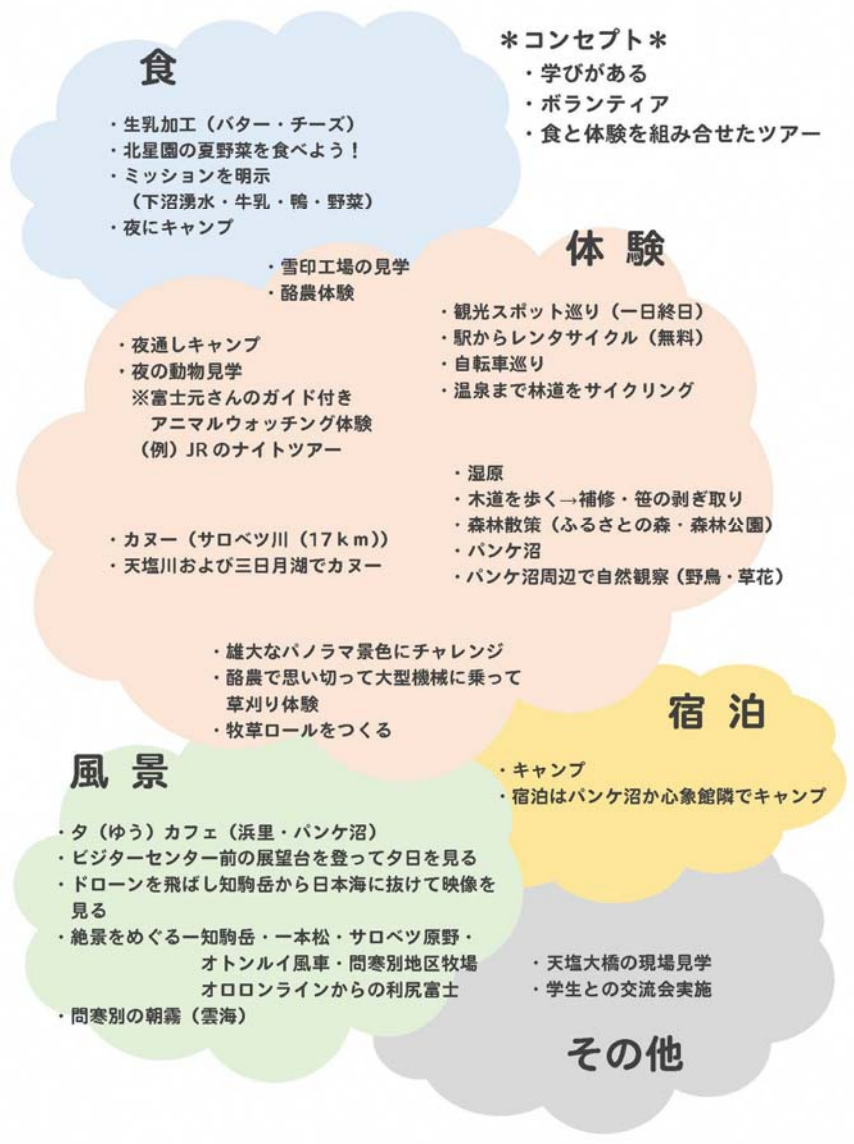 食
・生乳加工（バター・チーズ）
・北星園の夏野菜を食べよう！
・ミッションを明示
（下沼湧水・牛乳・鴨・野菜）
・夜にキャンプ
＊コンセプト＊
・学びがある
・ボランティア
・食と体験を組み合せたツアー
・雪印工場の見学
・酪農体験
体 験
・夜通しキャンプ
・夜の動物見学
※富士元さんのガイド付き
アニマルウォッチング体験
（例）JRのナイトツアー
・観光スポット巡り（一日終日）
・駅からレンタサイクル（無料）
・自転車巡り
・温泉まで林道をサイクリング
・湿原
・木道を歩く→補修・笹の剥ぎ取り
・森林散策（ふるさとの森・森林公園）
・パンケ沼
・パンケ沼周辺で自然観察（野鳥・草花）
・カヌー（サロベツ川（17ｋｍ））
・天塩川および三日月湖でカヌー
・雄大なパノラマ景色にチャレンジ
・酪農で思い切って大型機械に乗って
草刈り体験
・牧草ロールをつくる
宿 泊
・キャンプ
・宿泊はパンケ沼か心象館隣でキャンプ
風 景
・夕（ゆう）カフェ（浜里・パンケ沼）
・ビジターセンター前の展望台を登って夕日を見る
・ドローンを飛ばし知駒岳から日本海に抜けて映像を
見る
・絶景をめぐるー知駒岳・一本松・サロベツ原野・
オトンルイ風車・問寒別地区牧場
オロロンラインからの利尻富士
・問寒別の朝霧（雲海）
・天塩大橋の現場見学
・学生との交流会実施
その他